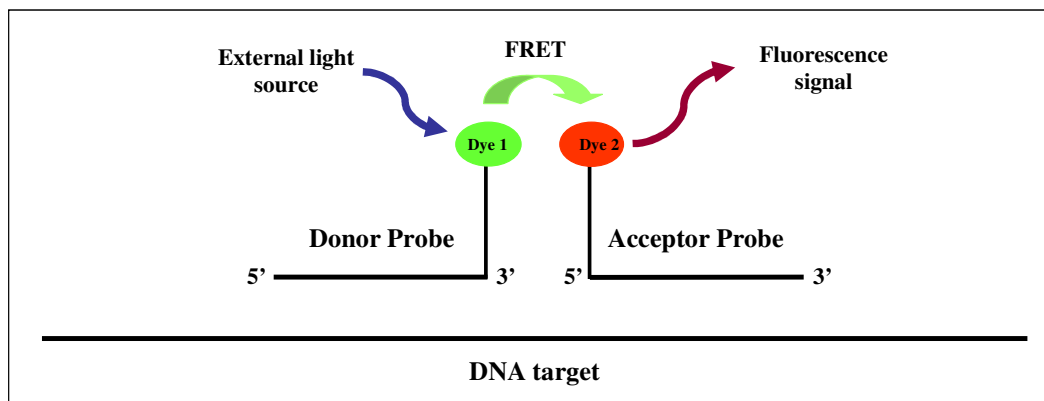 External light
source
FRET
Fluorescence
signal
Dye 1
Dye 2
Donor Probe
Acceptor Probe
5’
3’
5’
3’
DNA target